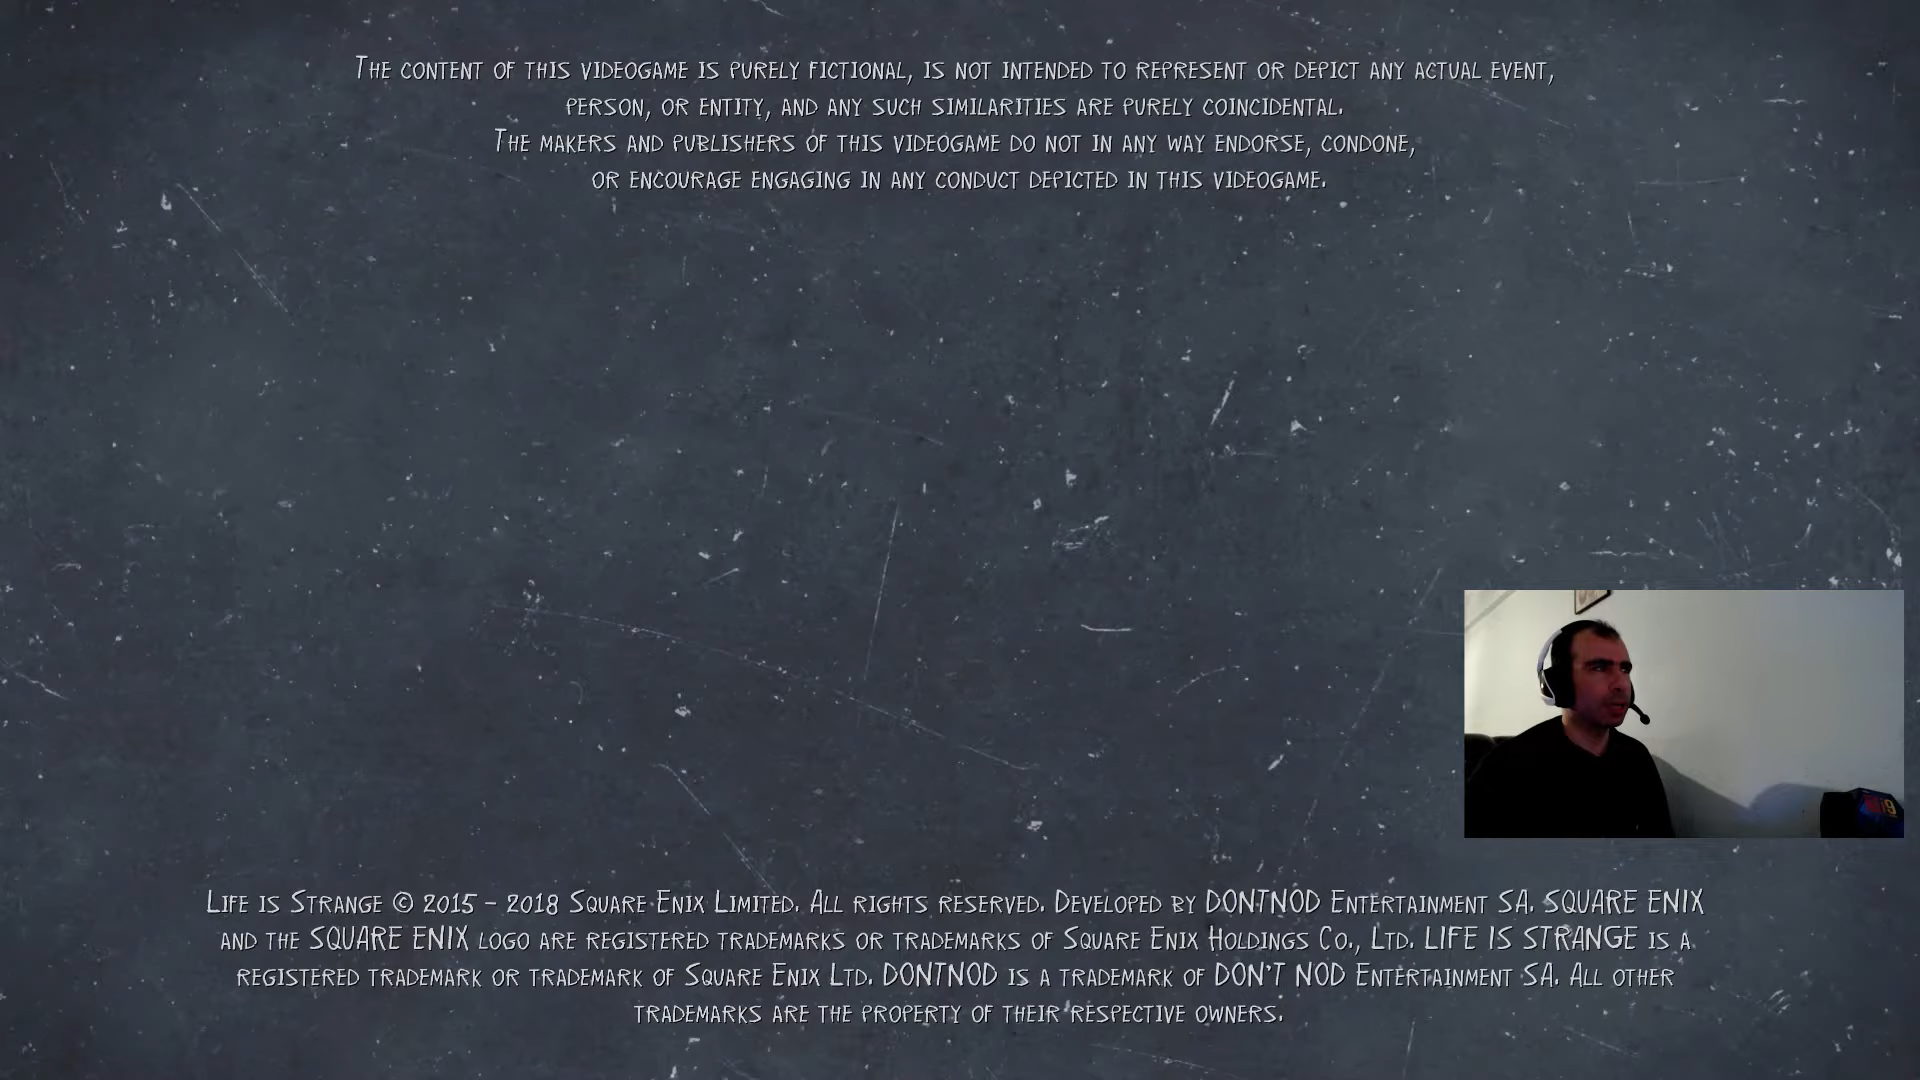 The content of this videogame is purely fictional, is not intended to represent or depict any actual event,
person, or entity, and any such similarities are purely coincidental.
The makers and publishers of this videogame do not in any way endorse, condone,
or encourage engaging in any conduct depicted in this videogame.
i9
Life is Strange © 2015 - 2018 Square Enix Limited. All rights reserved. Developed by DONTNOD Entertainment SA. SQUARE ENIX
and the SQUARE ENIX logo are registered trademarks or trademarks of Square Enix Holdings Co., Ltd. LIFE IS STRANGE is a
registered trademark or trademark of Square Enix Ltd. DONTNOD is a trademark of DON'T NOD Entertainment SA. All other
trademarks are the property of their respective owners.